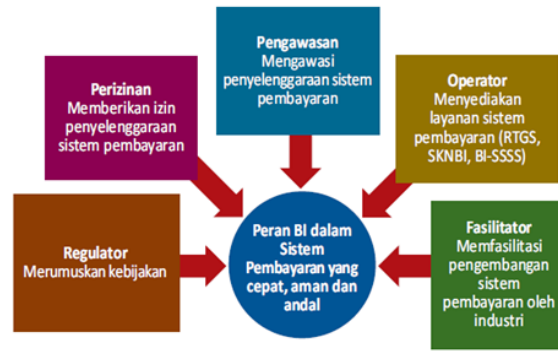 Pengawasan
Mengawasi
penyelenggaraan sistem
pembayaran
Perizinan
Memberikan izin
penyelenggaraan
sistem pembayaran
Operator
Menyediakan
layanan sistem
pembayaran (RTGS,
SKNBI, BI-SSSS)
Regulator
Merumuskan kebijakan
Peran BI dalam
Sistem
Pembayaran yang
cepat, aman dan
andal
Fasilitator
Memfasilitasi
pengembangan
sistem
pembayaran oleh
industri